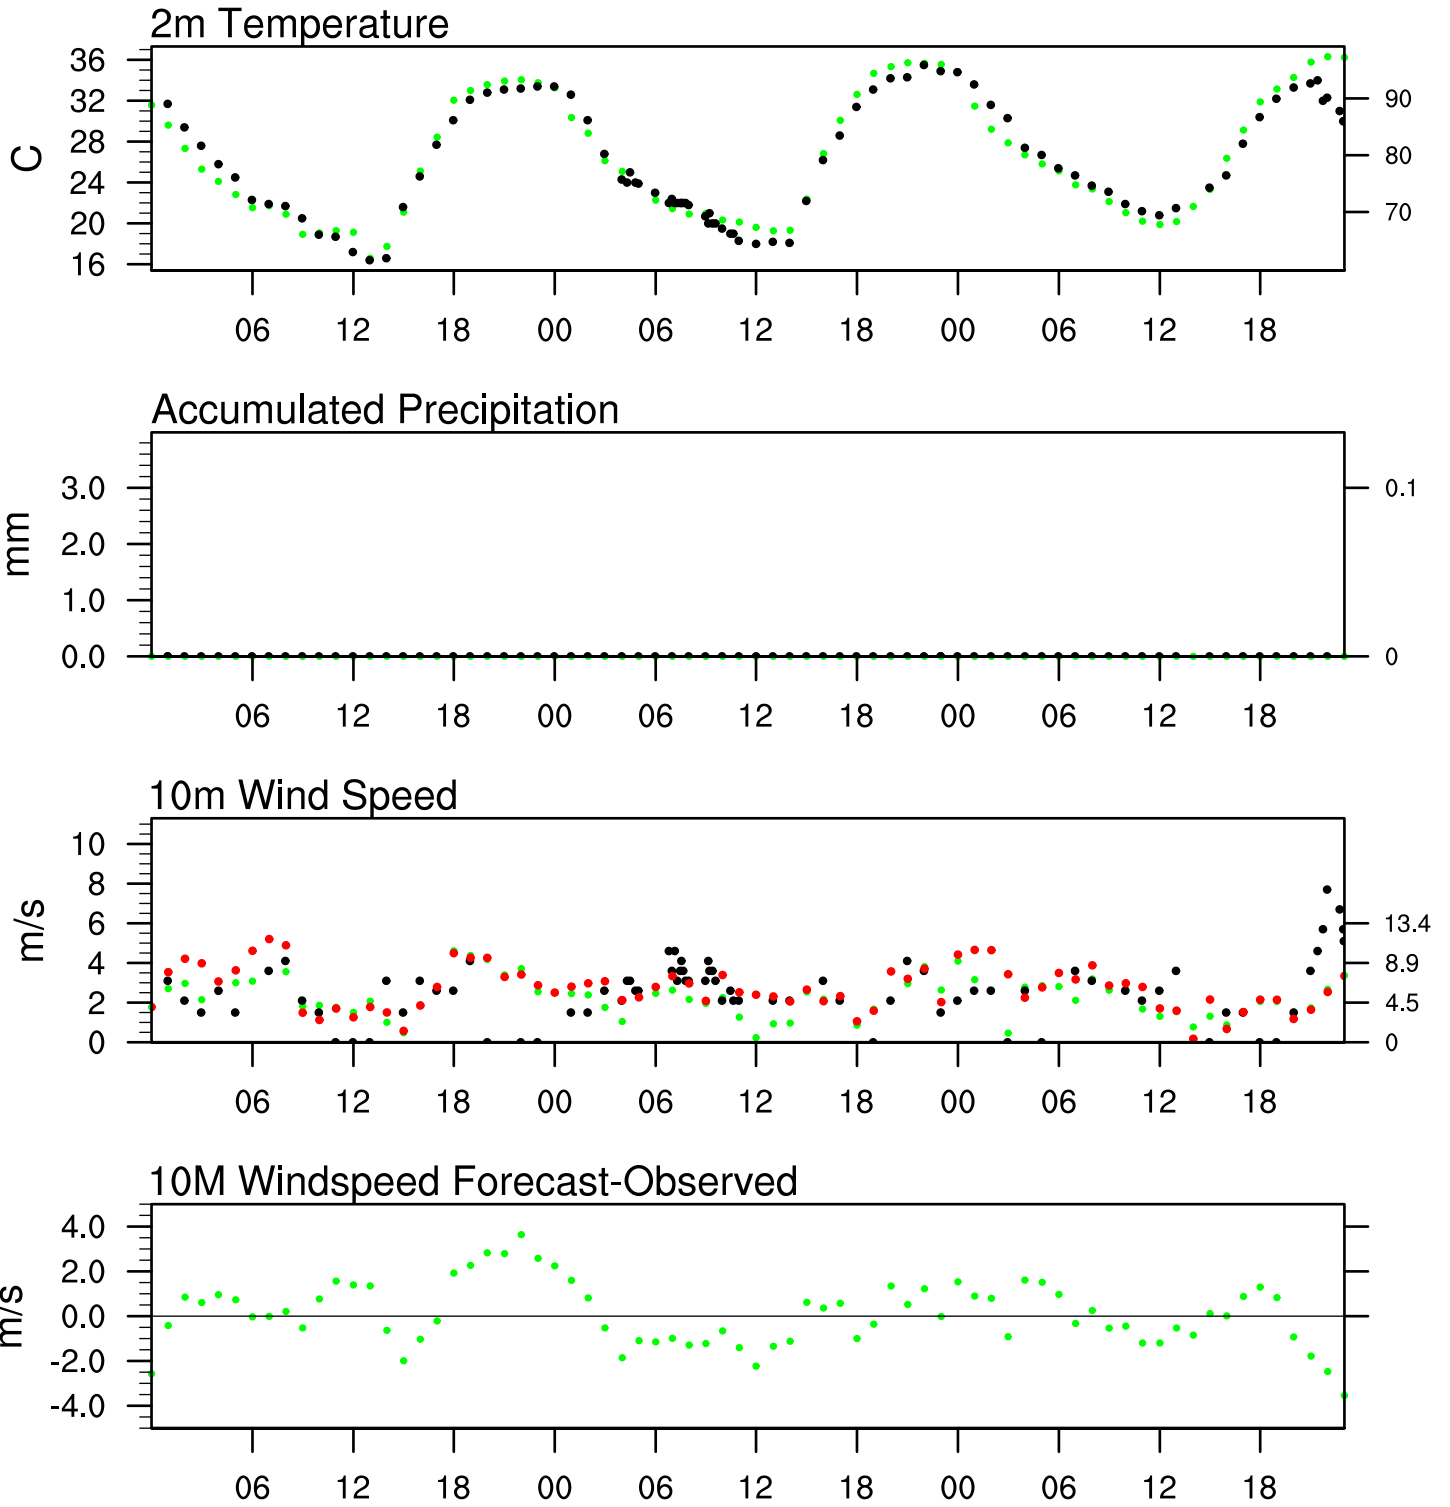 2m Temperature
36
32
28
24
20
16
C
90
80
70
06 12 18 00 06 12 18 00 06 12 18
Accumulated Precipitation
3.0
2.0
1.0
0.0
mm
0.1
0
06 12 18 00 06 12 18 00 06 12 18
10m Wind Speed
10
8
6
4
2
0
m/s
13.4
8.9
4.5
0
06 12 18 00 06 12 18 00 06 12 18
10M Windspeed Forecast-Observed
4.0
2.0
0.0
-2.0
-4.0
m/s
06 12 18 00 06 12 18 00 06 12 18